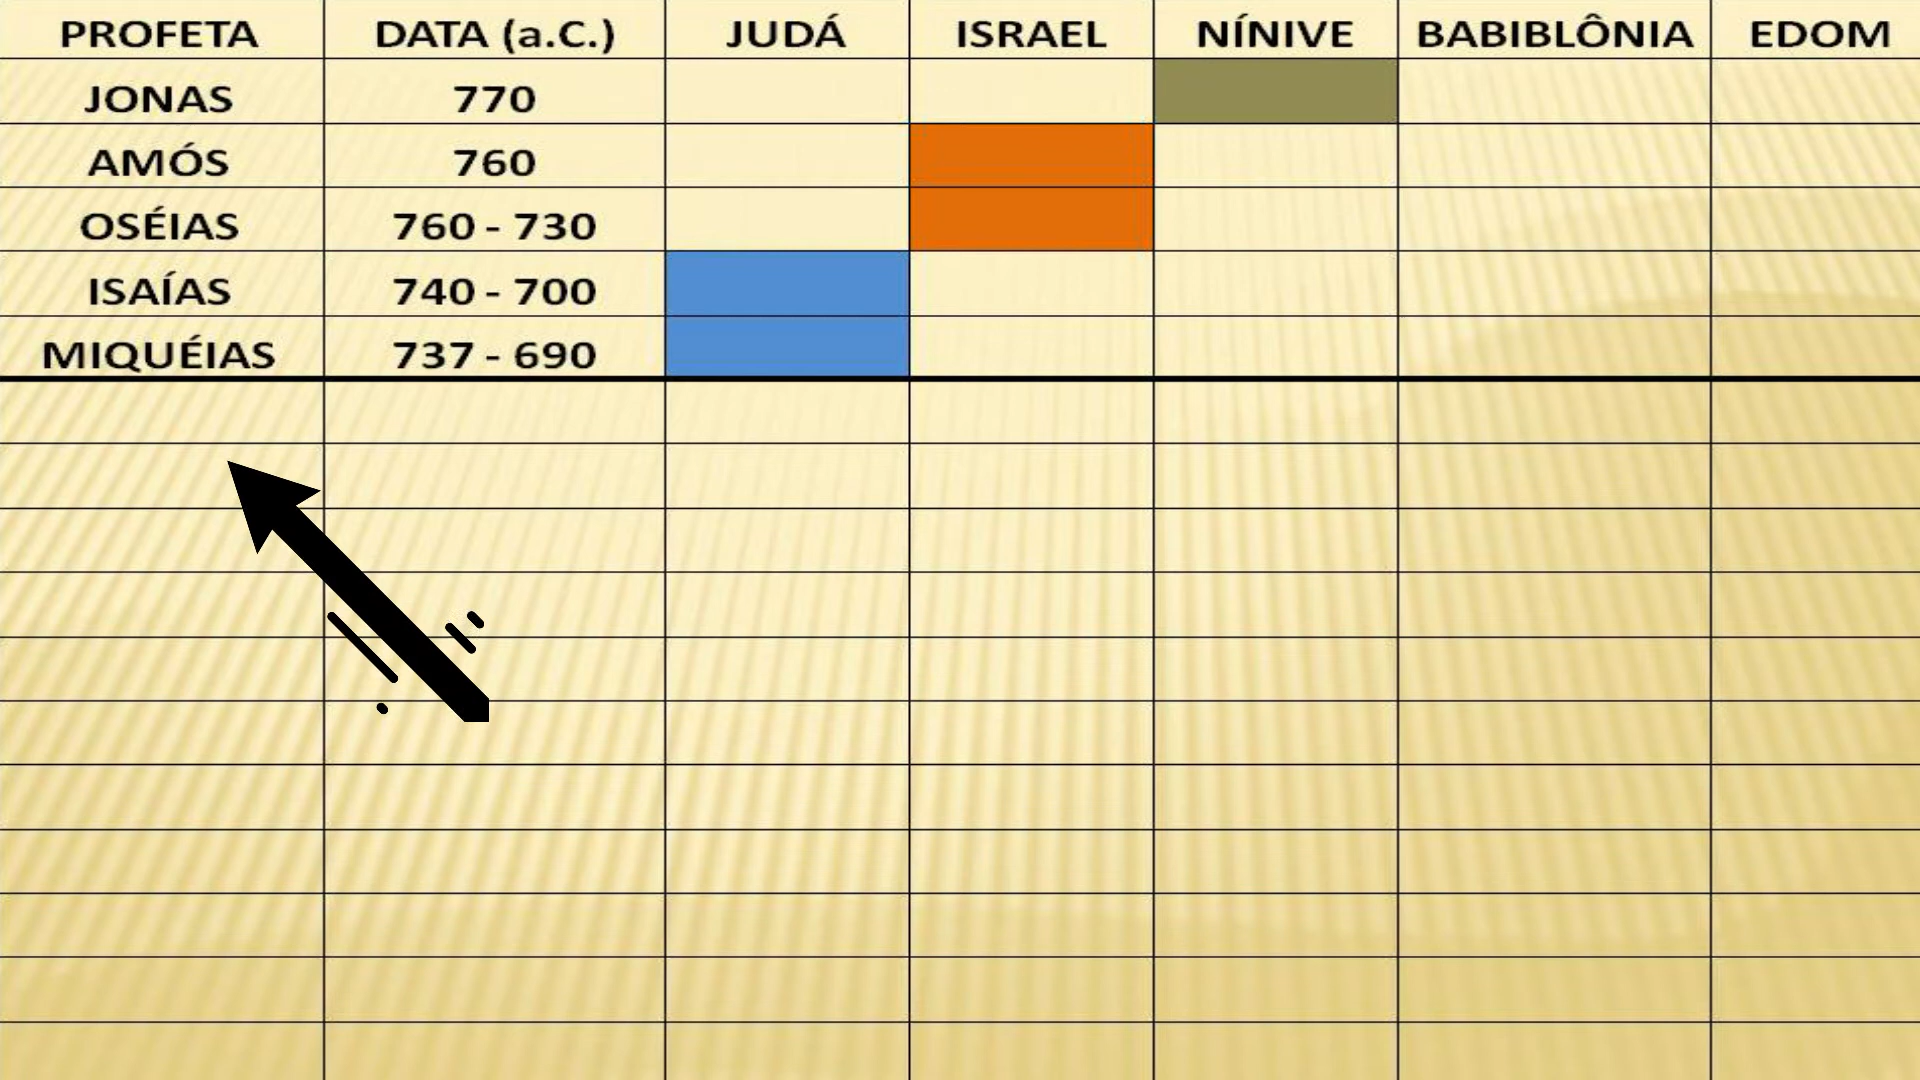 PROFETA DATA (a.C.) JUDÁ ISRAEL NÍNIVE BABIBLÔNIA EDOM
JONAS 770
AMÓS 760
OSÉIAS 760 - 730
ISAÍAS 740 - 700
MIQUÉIAS 737 - 690